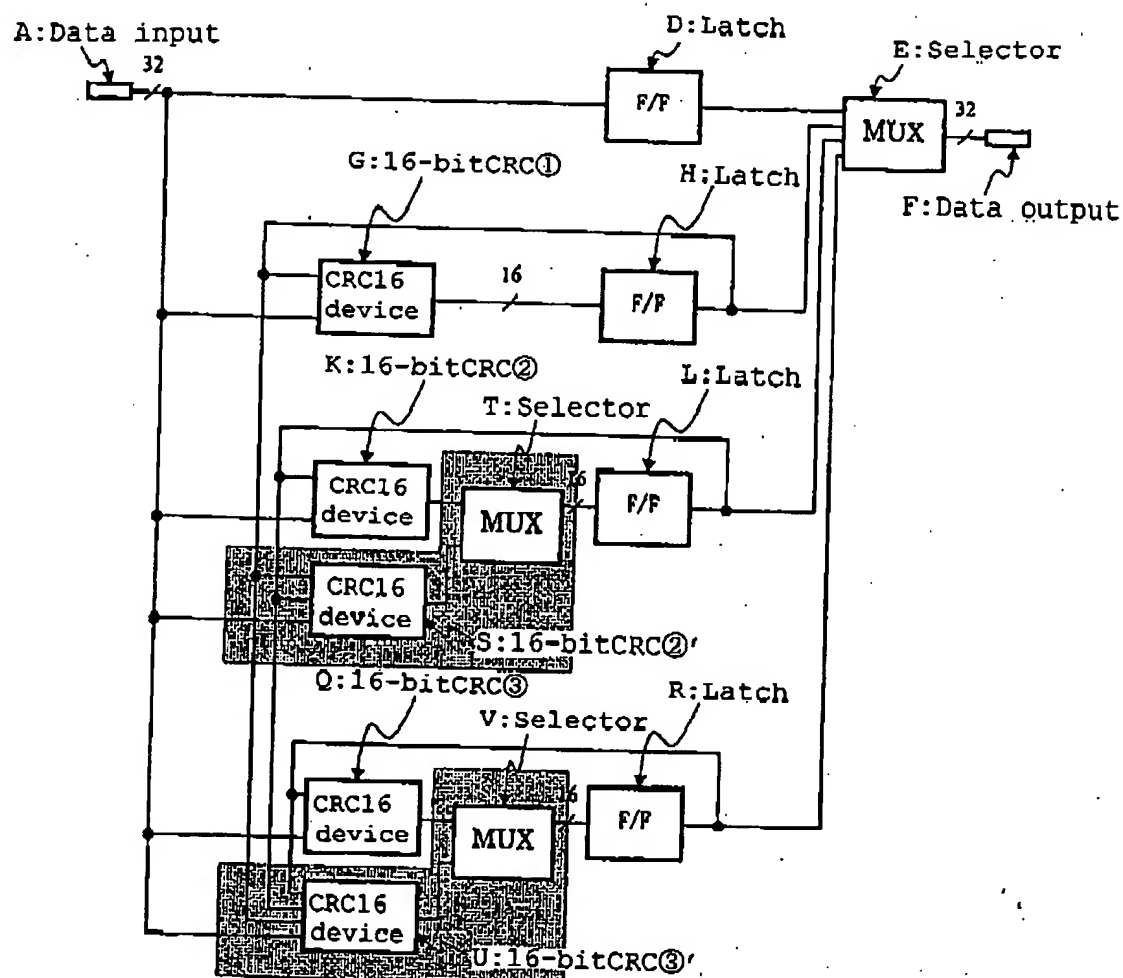 A:Data input
32
D:Latch
F/F
E:Selector
MUX
32
F:Data output
G:16-bitCRC①
CRC16
device
16
H:Latch
F/F
K:16-bitCRC②
CRC16
device
T:Selector
MUX
16
L:Latch
F/F
CRC16
device
S:16-bitCRC②'
Q:16-bitCRC③
CRC16
device
V:Selector
MUX
16
R:Latch
F/F
CRC16
device
U:16-bitCRC③'